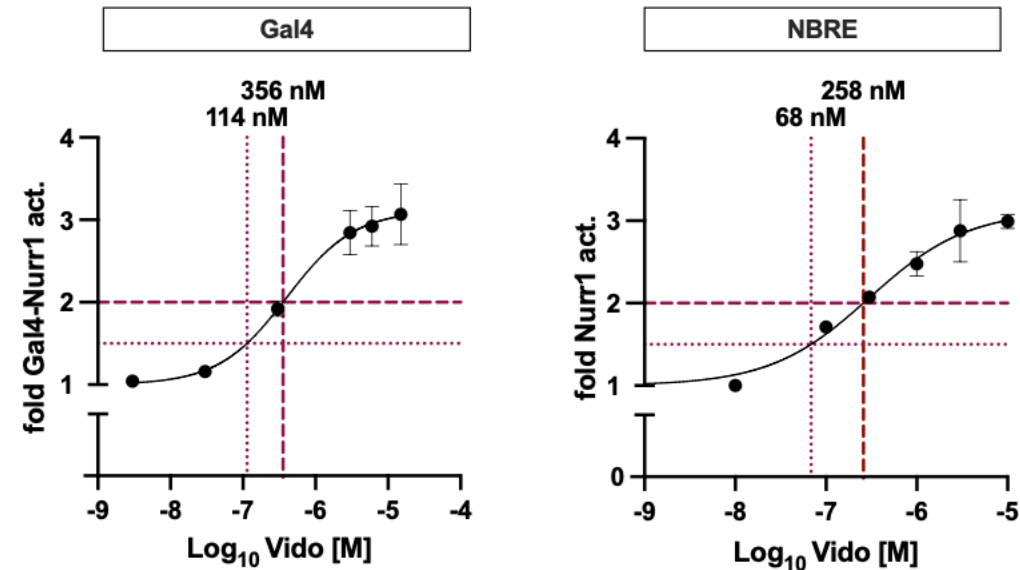 Gal4
356 nM
114 nM
4
3
2
1
fold Gal4-Nurr1 act.
-9 -8 -7 -6 -5 -4
Log10 Vido [M]
NBRE
258 nM
68 nM
4
3
2
1
0
fold Nurr1 act.
-9 -8 -7 -6 -5
Log10 Vido [M]